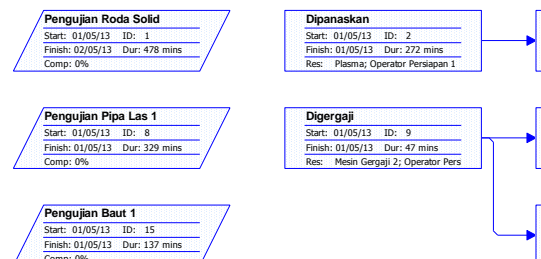 Pengujian Roda Solid
Start: 01/05/13 ID: 1
Finish: 02/05/13 Dur: 478 mins
Comp: 0%
Dipanaskan
Start: 01/05/13 ID: 2
Finish: 01/05/13 Dur: 272 mins
Res: Plasma; Operator Persiapan 1
Pengujian Pipa Las 1
Start: 01/05/13 ID: 8
Finish: 01/05/13 Dur: 329 mins
Comp: 0%
Digergaji
Start: 01/05/13 ID: 9
Finish: 01/05/13 Dur: 47 mins
Res: Mesin Gergaji 2; Operator Pers
Pengujian Baut 1
Start: 01/05/13 ID: 15
Finish: 01/05/13 Dur: 137 mins
Comp: 0%